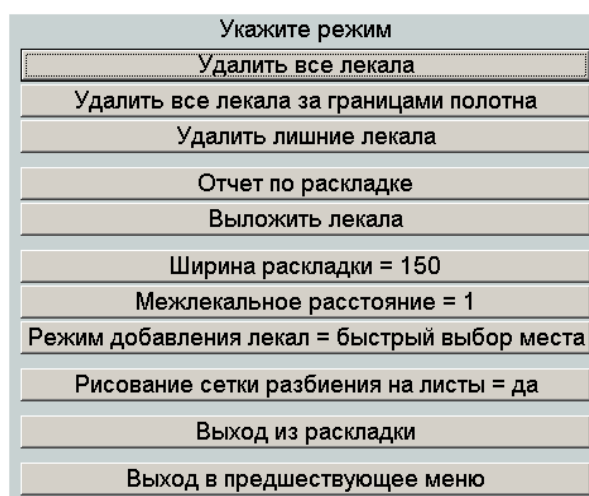 Укажите режим
Удалить все лекала
Удалить все лекала за границами полотна
Удалить лишние лекала
Отчет по раскладке
Выложить лекала
Ширина раскладки = 150
Межлекальное расстояние = 1
Режим добавления лекал = быстрый выбор места
Рисование сетки разбиения на листы = да
Выход из раскладки
Выход в предшествующее меню